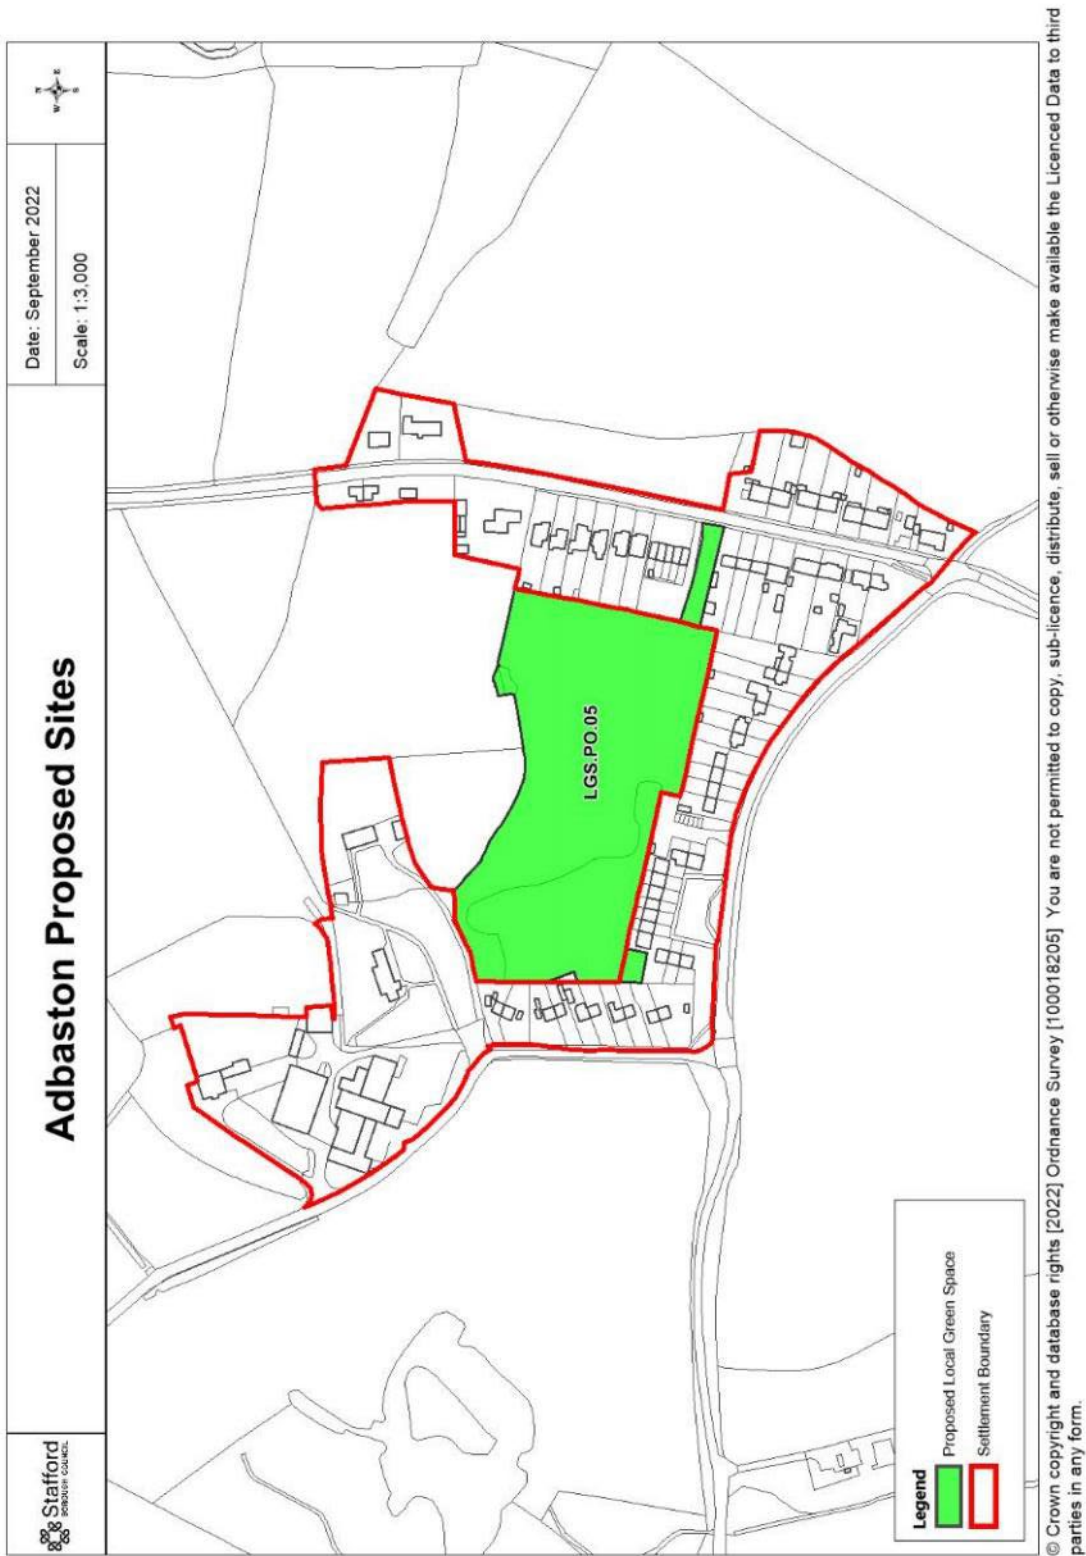 Stafford
BOROUGH COUNCIL
Adbaston Proposed Sites
Date: September 2022
Scale: 1:3,000
N
W E
S
LGS.PO.05
Legend
Proposed Local Green Space
Settlement Boundary
© Crown copyright and database rights [2022] Ordnance Survey [100018205] You are not permitted to copy, sub-licence, distribute, sell or otherwise make available the Licenced Data to third
parties in any form.